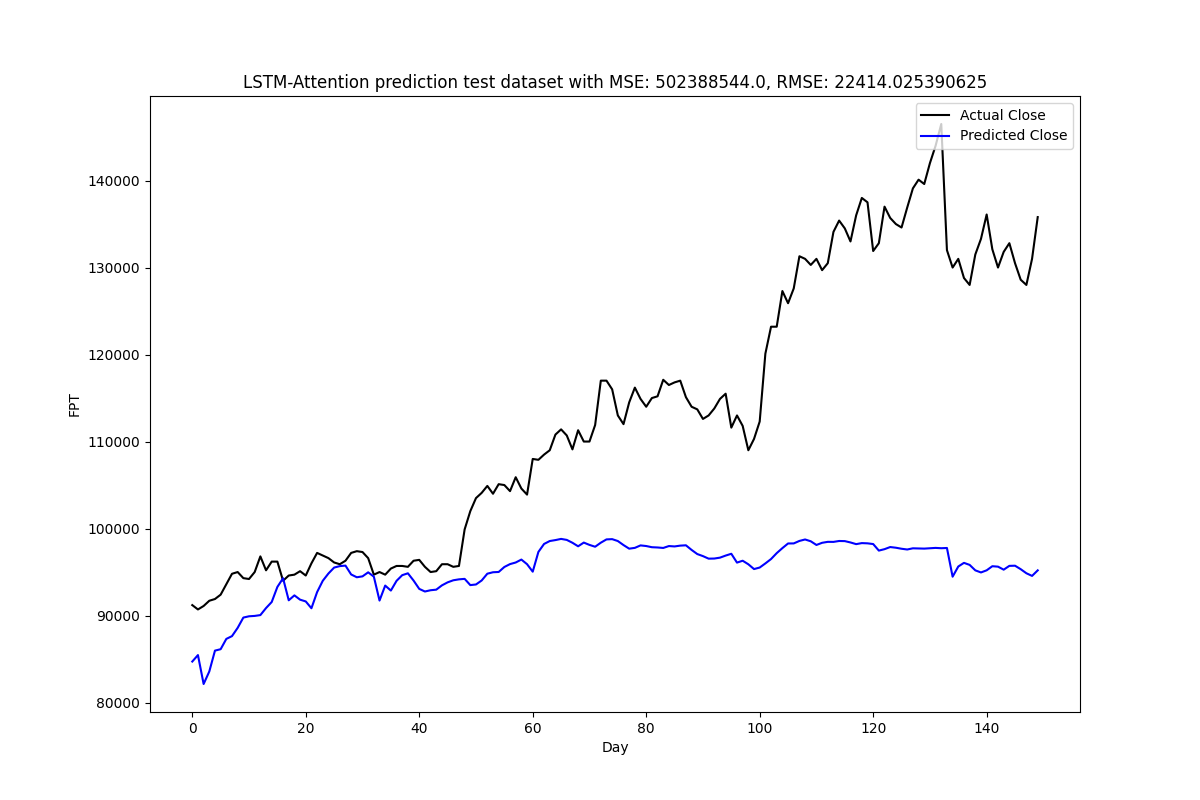 LSTM-Attention prediction test dataset with MSE: 502388544.0, RMSE: 22414.025390625
Actual Close
Predicted Close
140000
130000
120000
110000
100000
90000
80000
FPT
0 20 40 60 80 100 120 140
Day